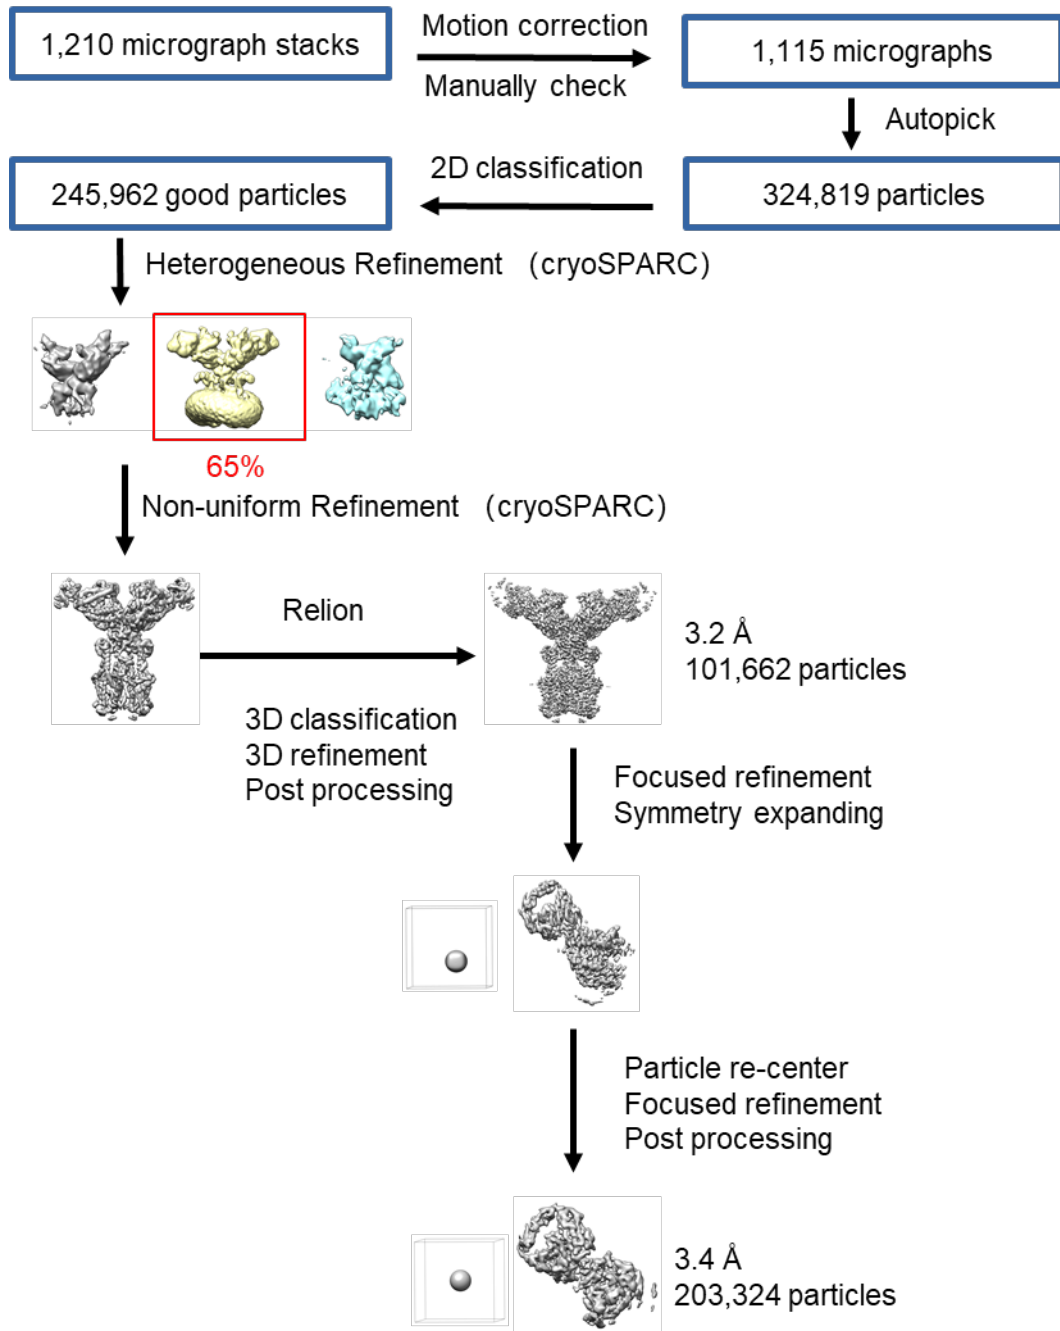 1,210 micrograph stacks
Motion correction
Manually check
1,115 micrographs
Autopick
324,819 particles
2D classification
245,962 good particles
Heterogeneous Refinement (cryoSPARC)
65%
Non-uniform Refinement (cryoSPARC)
Relion
3D classification
3D refinement
Post processing
3.2 Å
101,662 particles
Focused refinement
Symmetry expanding
Particle re-center
Focused refinement
Post processing
3.4 Å
203,324 particles